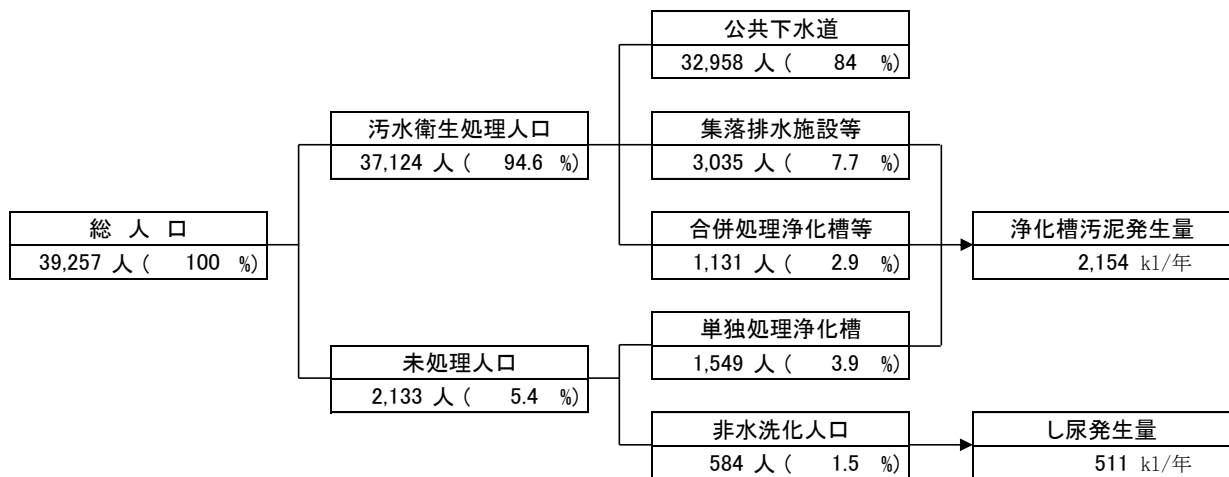 公共下水道
32,958 人 ( 84 %)
汚水衛生処理人口
37,124 人 ( 94.6 %)
集落排水施設等
3,035 人 ( 7.7 %)
総 人 口
39,257 人 ( 100 %)
合併処理浄化槽等
1,131 人 ( 2.9 %)
浄化槽汚泥発生量
2,154 kl/年
単独処理浄化槽
1,549 人 ( 3.9 %)
未処理人口
2,133 人 ( 5.4 %)
非水洗化人口
584 人 ( 1.5 %)
し尿発生量
511 kl/年